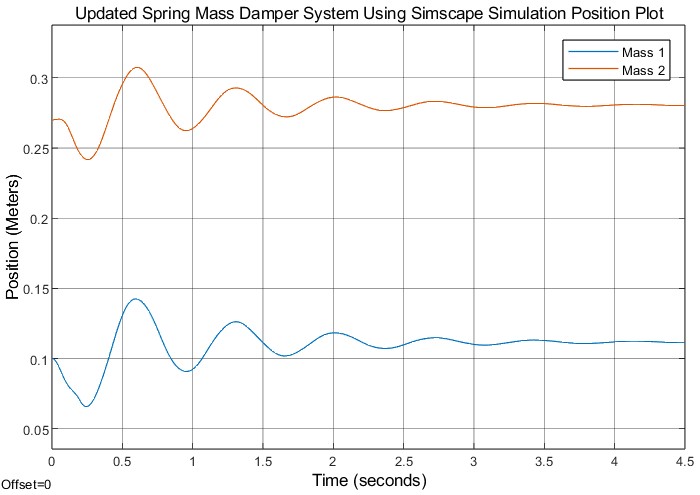 Updated Spring Mass Damper System Using Simscape Simulation Position Plot
Mass 1
Mass 2
Position (Meters)
0.3
0.25
0.2
0.15
0.1
0.05
0 0.5 1 1.5 2 2.5 3 3.5 4 4.5
Time (seconds)
Offset=0